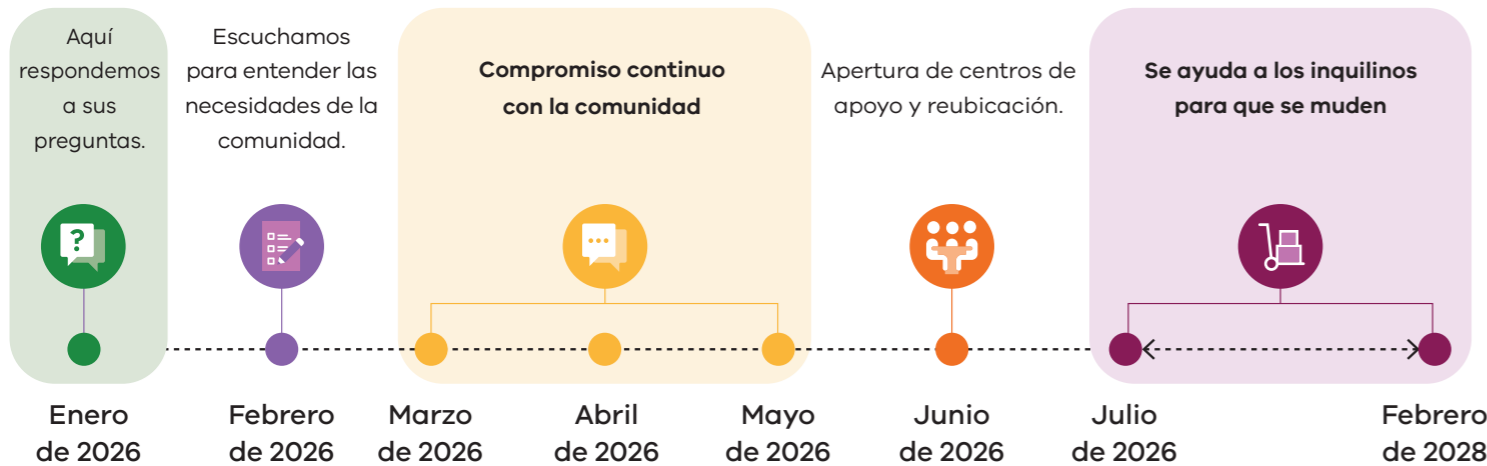 Aquí
respondemos
a sus
preguntas.
Escuchamos
para entender las
necesidades de la
comunidad.
Compromiso continuo
con la comunidad
Apertura de centros de
apoyo y reubicación.
Se ayuda a los inquilinos
para que se muden
?
Enero
de 2026
Febrero
de 2026
Marzo
de 2026
Abril
de 2026
Mayo
de 2026
Junio
de 2026
Julio
de 2026
Febrero
de 2028